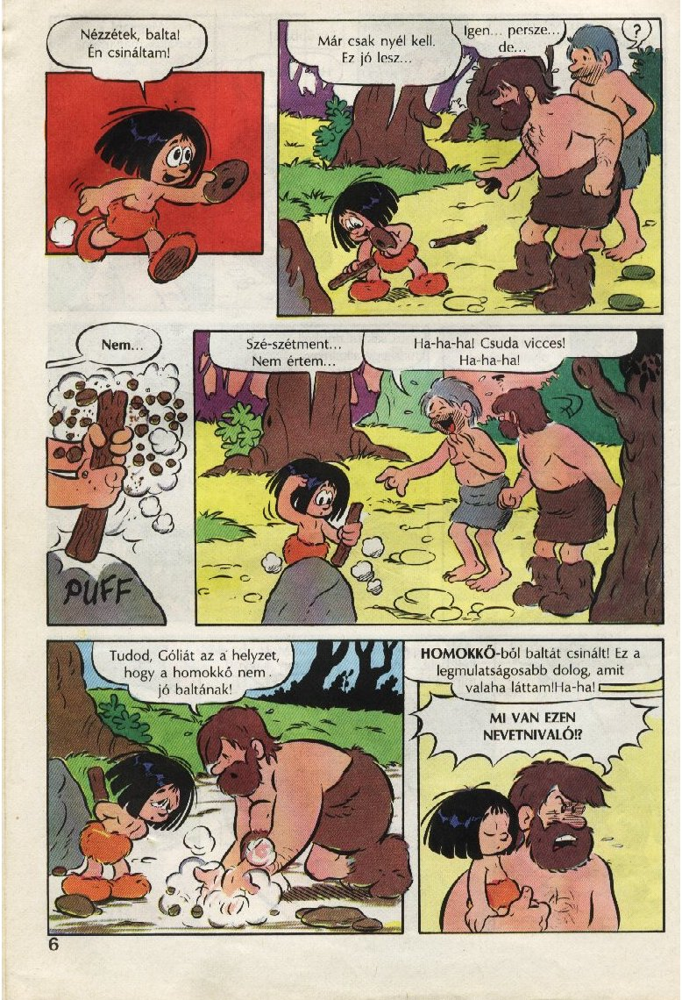 Nézzétek, balta!
Én csináltam!
Már csak nyél kell.
Ez jó lesz...
Igen... persze...
de...
?
Nem...
PUFF
Szé-szétment...
Nem értem...
Ha-ha-ha! Csuda vicces!
Ha-ha-ha!
Tudod, Góliát az a helyzet,
hogy a homokkő nem
jó baltának!
HOMOKKŐ-ből baltát csinált! Ez a
legmulatságosabb dolog, amit
valaha láttam!Ha-ha!
MI VAN EZEN
NEVETNIVALÓ!?
6